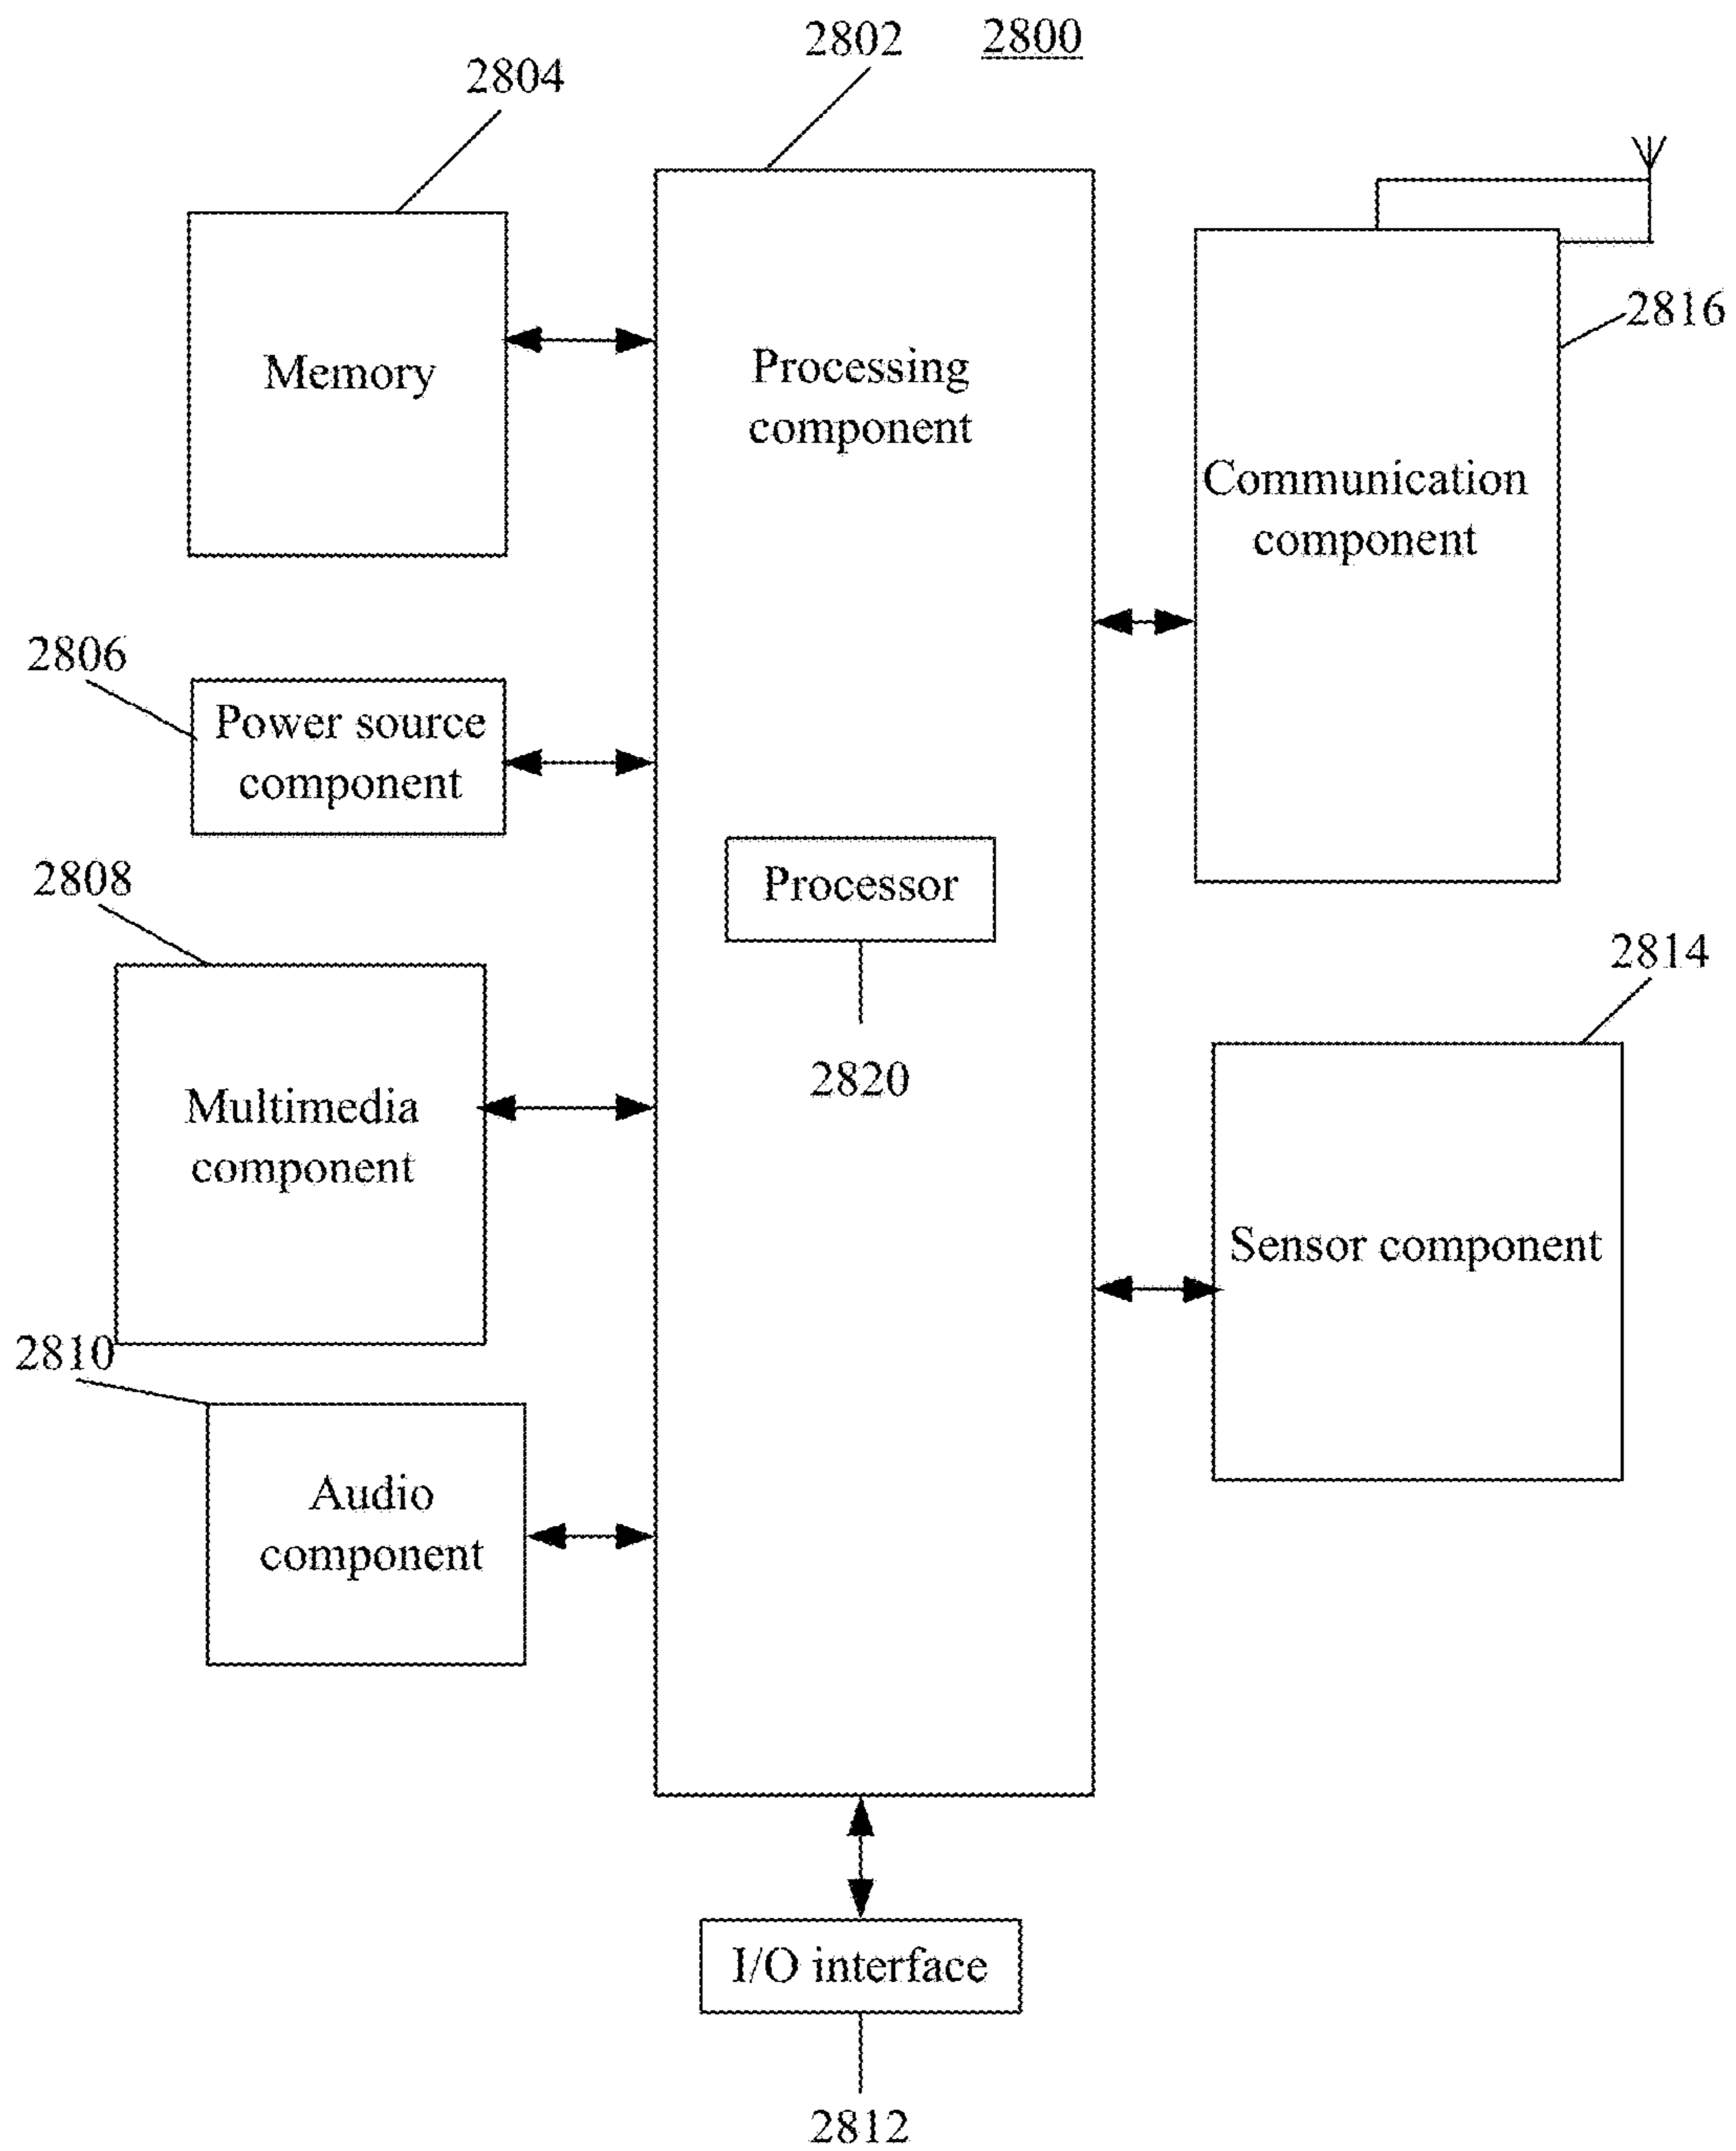 2802
2800
2804
2816
Memory
Processing
component
Communication
component
2806
Power source
component
2808
Processor
2814
2820
Multimedia
component
Sensor component
2810
Audio
component
I/O interface
2812